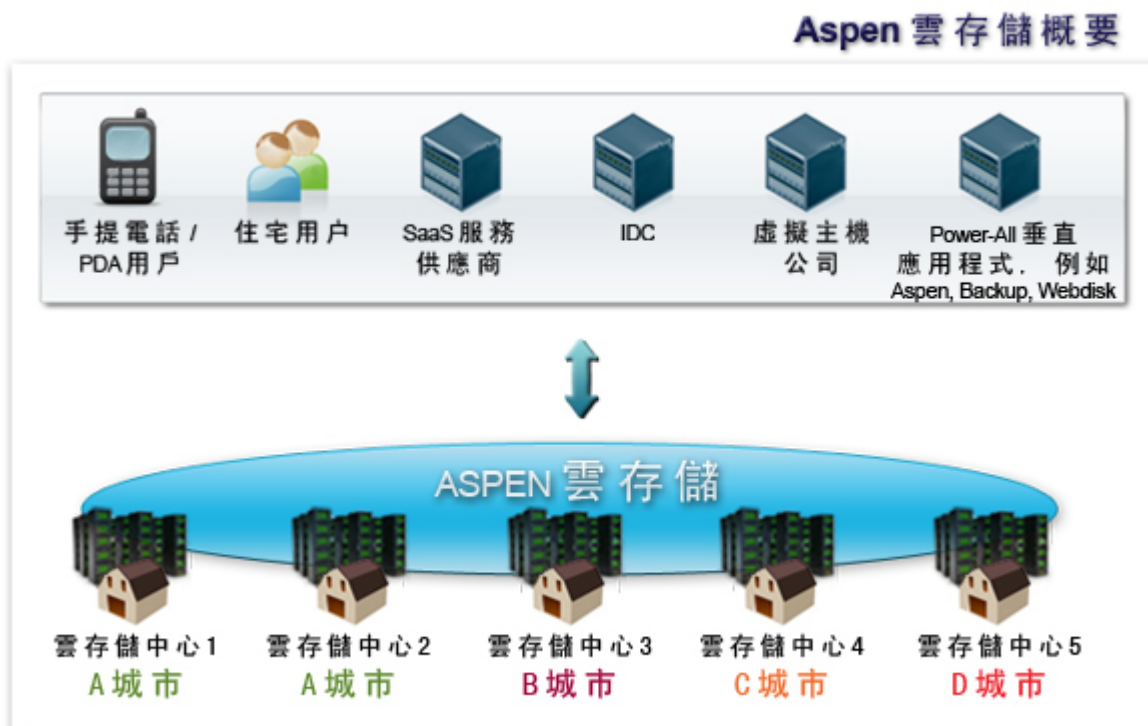 Aspen 雲存儲概要
手提電話 /
PDA用戶
住宅用户
SaaS服務
供應商
IDC
虛擬主機
公司
Power-All 垂直
應用程式. 例如
Aspen, Backup, Webdisk
ASPEN 雲存儲
雲存儲中心1
A城市
雲存儲中心2
A城市
雲存儲中心3
B城市
雲存儲中心4
C城市
雲存儲中心5
D城市